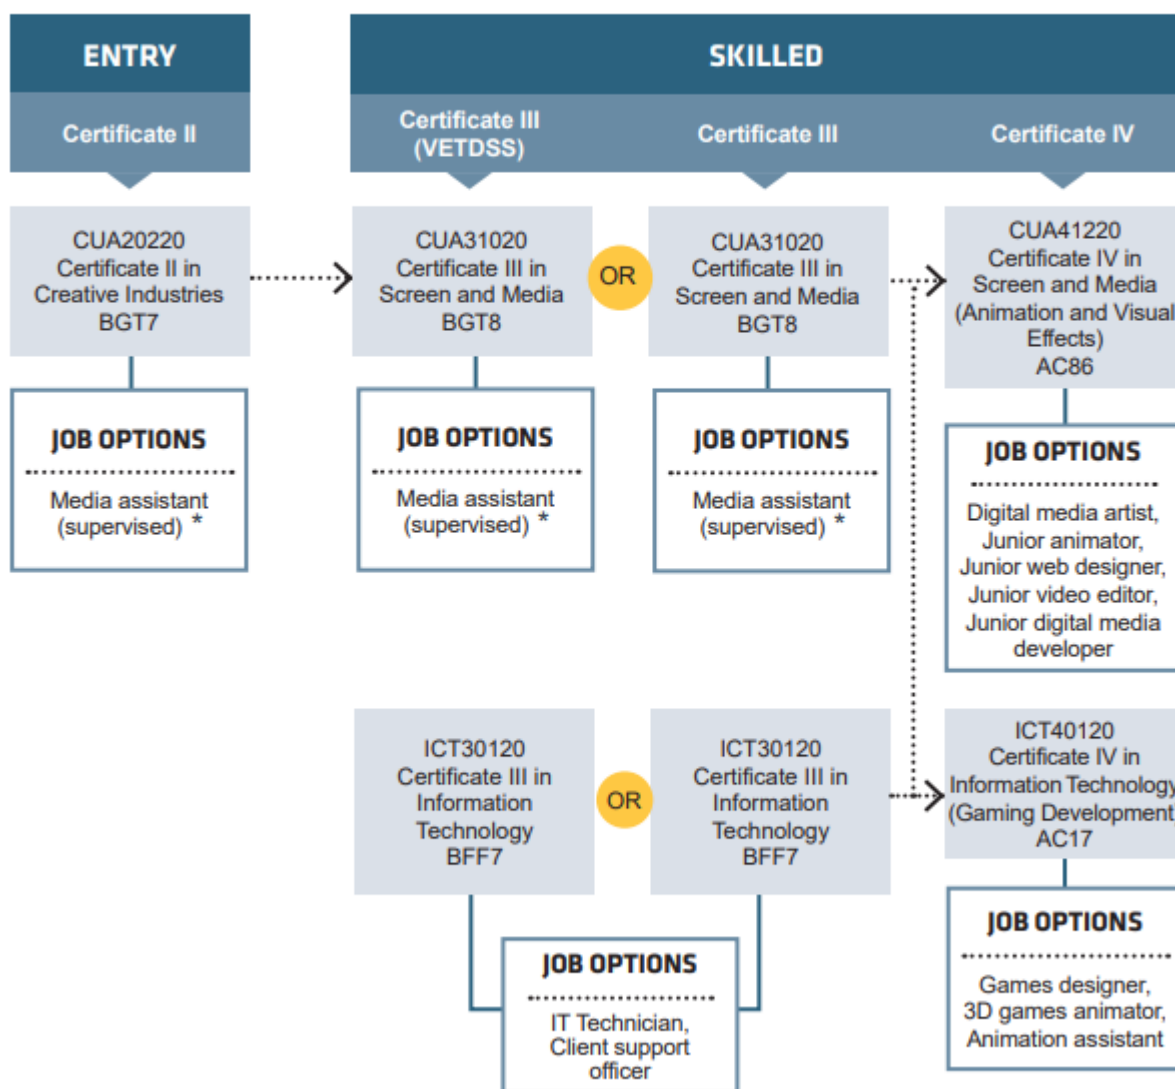 ENTRY
SKILLED
Certificate II
Certificate III
(VETDSS)
Certificate III
Certificate IV
CUA20220
Certificate II in
Creative Industries
BGT7
CUA31020
Certificate III in
Screen and Media
BGT8
OR
CUA31020
Certificate III in
Screen and Media
BGT8
CUA41220
Certificate IV in
Screen and Media
(Animation and Visual
Effects)
AC86
JOB OPTIONS
Media assistant
(supervised) *
JOB OPTIONS
Media assistant
(supervised) *
JOB OPTIONS
Media assistant
(supervised) *
JOB OPTIONS
Digital media artist,
Junior animator,
Junior web designer,
Junior video editor,
Junior digital media
developer
ICT30120
Certificate III in
Information
Technology
BFF7
OR
ICT30120
Certificate III in
Information
Technology
BFF7
ICT40120
Certificate IV in
Information Technology
(Gaming Development
AC17
JOB OPTIONS
IT Technician,
Client support
officer
JOB OPTIONS
Games designer,
3D games animator,
Animation assistant